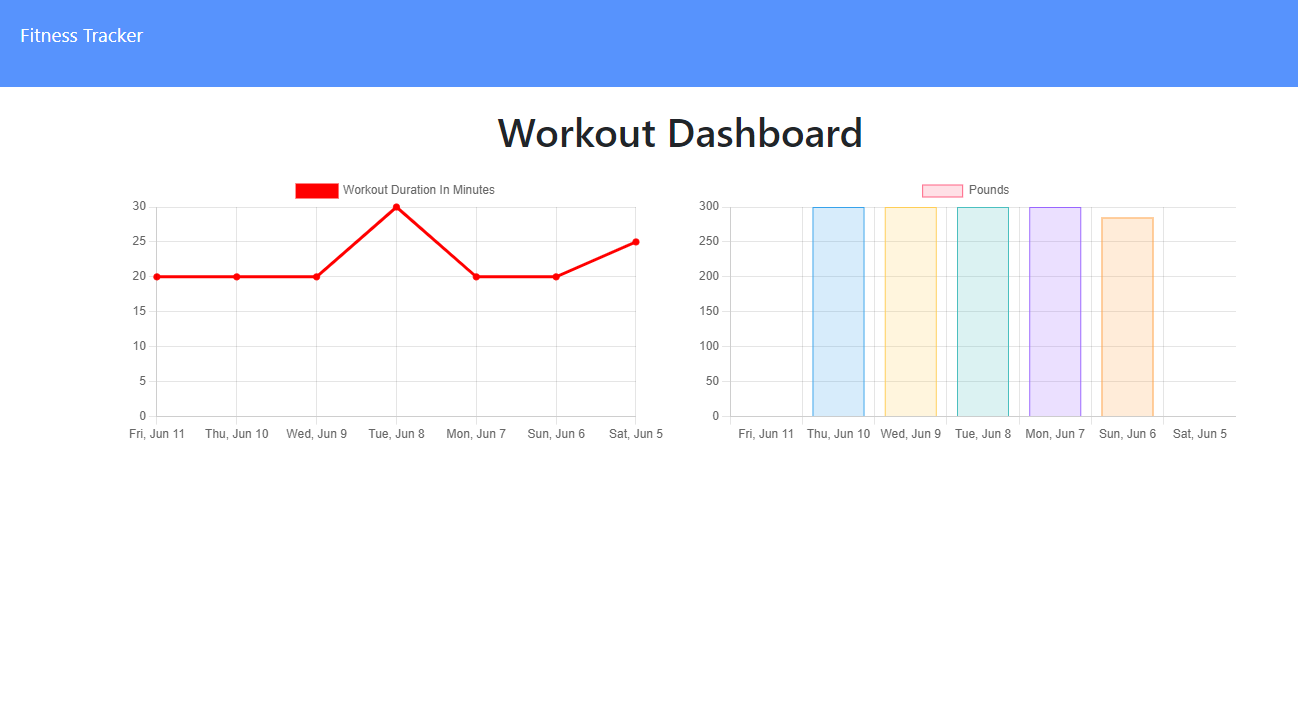 Fitness Tracker
Workout Dashboard
Workout Duration In Minutes
30
25
20
15
10
5
0
Fri, Jun 11 Thu, Jun 10 Wed, Jun 9 Tue, Jun 8 Mon, Jun 7 Sun, Jun 6 Sat, Jun 5
Pounds
300
250
200
150
100
50
0
Fri, Jun 11 Thu, Jun 10 Wed, Jun 9 Tue, Jun 8 Mon, Jun 7 Sun, Jun 6 Sat, Jun 5